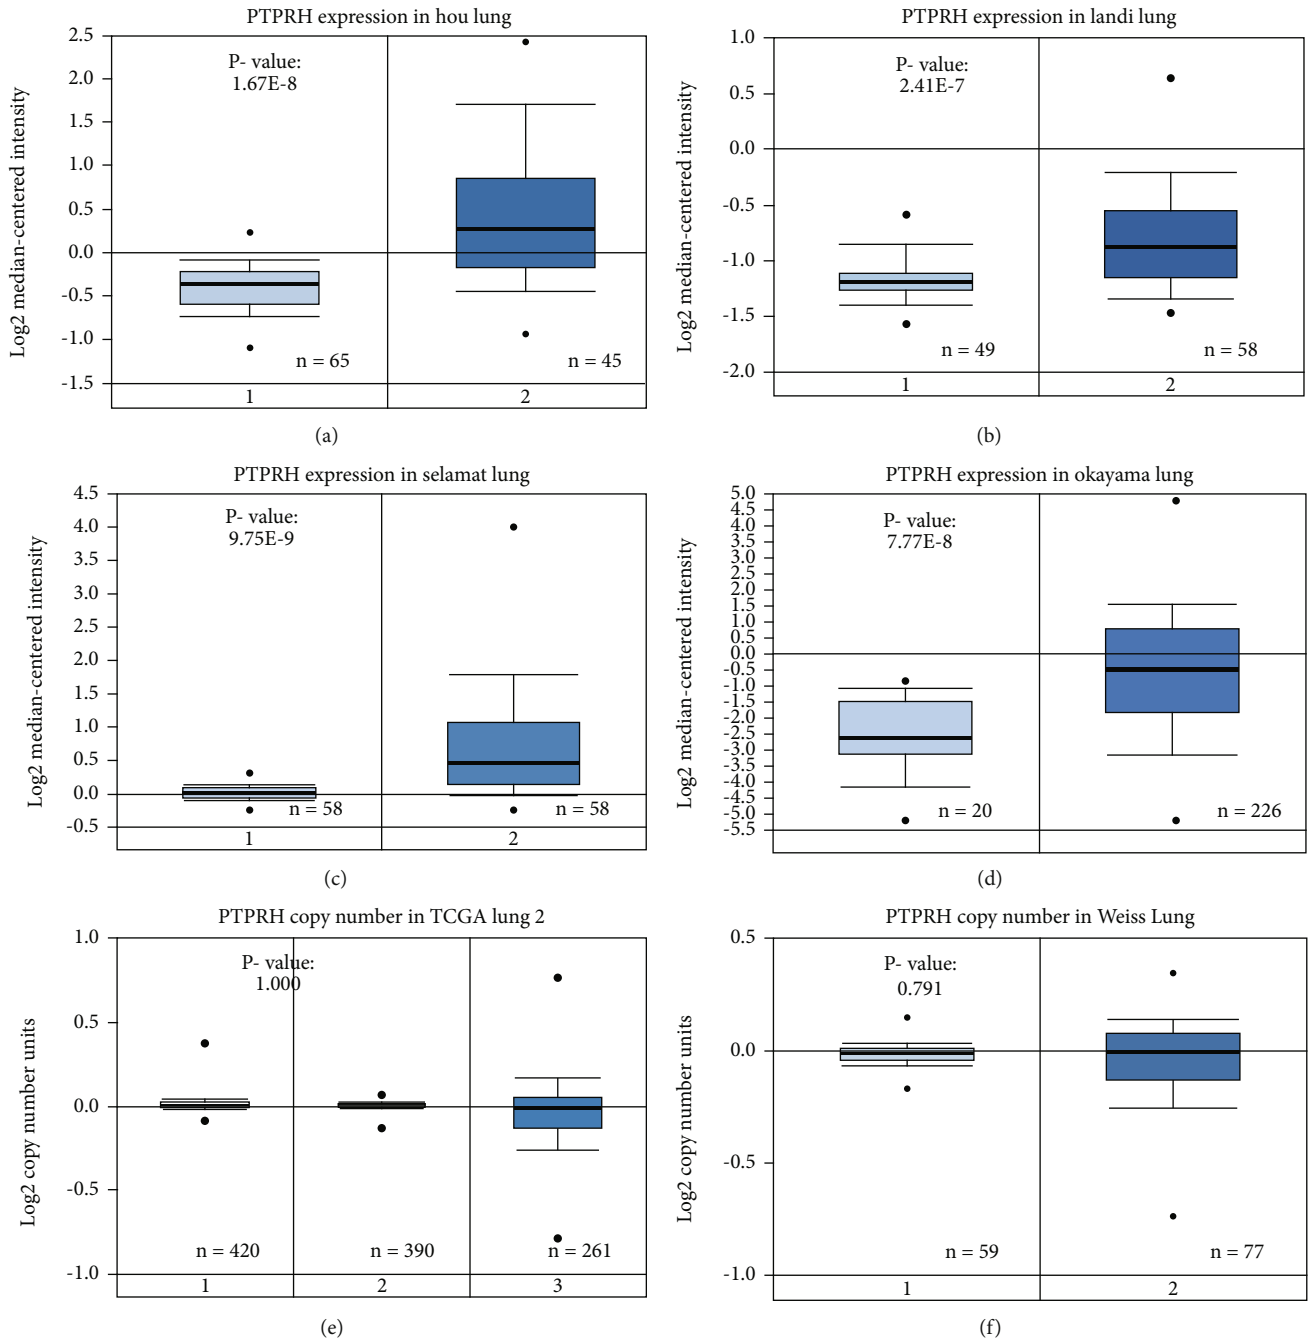 PTPRH expression in hou lung
Log2 median-centered intensity
2.5
2.0
1.5
1.0
0.5
0.0
-0.5
-1.0
-1.5
P- value:
1.67E-8
n = 65
n = 45
1
2
(a)
PTPRH expression in landi lung
Log2 median-centered intensity
1.0
0.5
0.0
-0.5
-1.0
-1.5
-2.0
P- value:
2.41E-7
n = 49
n = 58
1
2
(b)
PTPRH expression in selamat lung
Log2 median-centered intensity
4.5
4.0
3.5
3.0
2.5
2.0
1.5
1.0
0.5
0.0
-0.5
P- value:
9.75E-9
n = 58
n = 58
1
2
(c)
PTPRH expression in okayama lung
Log2 median-centered intensity
5.0
4.5
4.0
3.5
3.0
2.5
2.0
1.5
1.0
0.5
0.0
-0.5
-1.0
-1.5
-2.0
-2.5
-3.0
-3.5
-4.0
-4.5
-5.0
-5.5
P- value:
7.77E-8
n = 20
n = 226
(d)
PTPRH copy number in TCGA lung 2
Log2 copy number units
1.0
0.5
0.0
-0.5
-1.0
P- value:
1.000
n = 420
n = 390
n = 261
1
2
3
(e)
PTPRH copy number in Weiss Lung
Log2 copy number units
0.5
0.0
-0.5
-1.0
P- value:
0.791
n = 59
n = 77
1
2
(f)